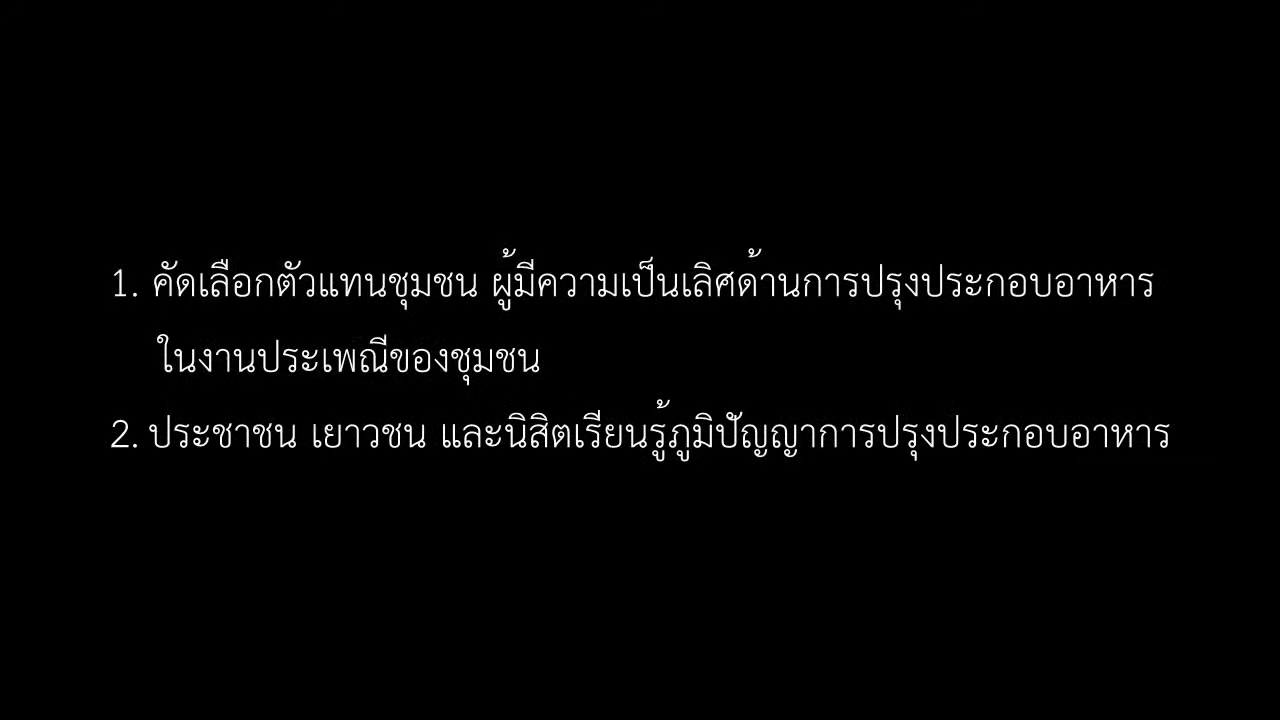 1. คัดเลือกตัวแทนชุมชน ผู้มีความเป็นเลิศด้านการปรุงประกอบอาหาร
ในงานประเพณีของชุมชน
2. ประชาชน เยาวชน และนิสิตเรียนรู้ภูมิปัญญาการปรุงประกอบอาหาร